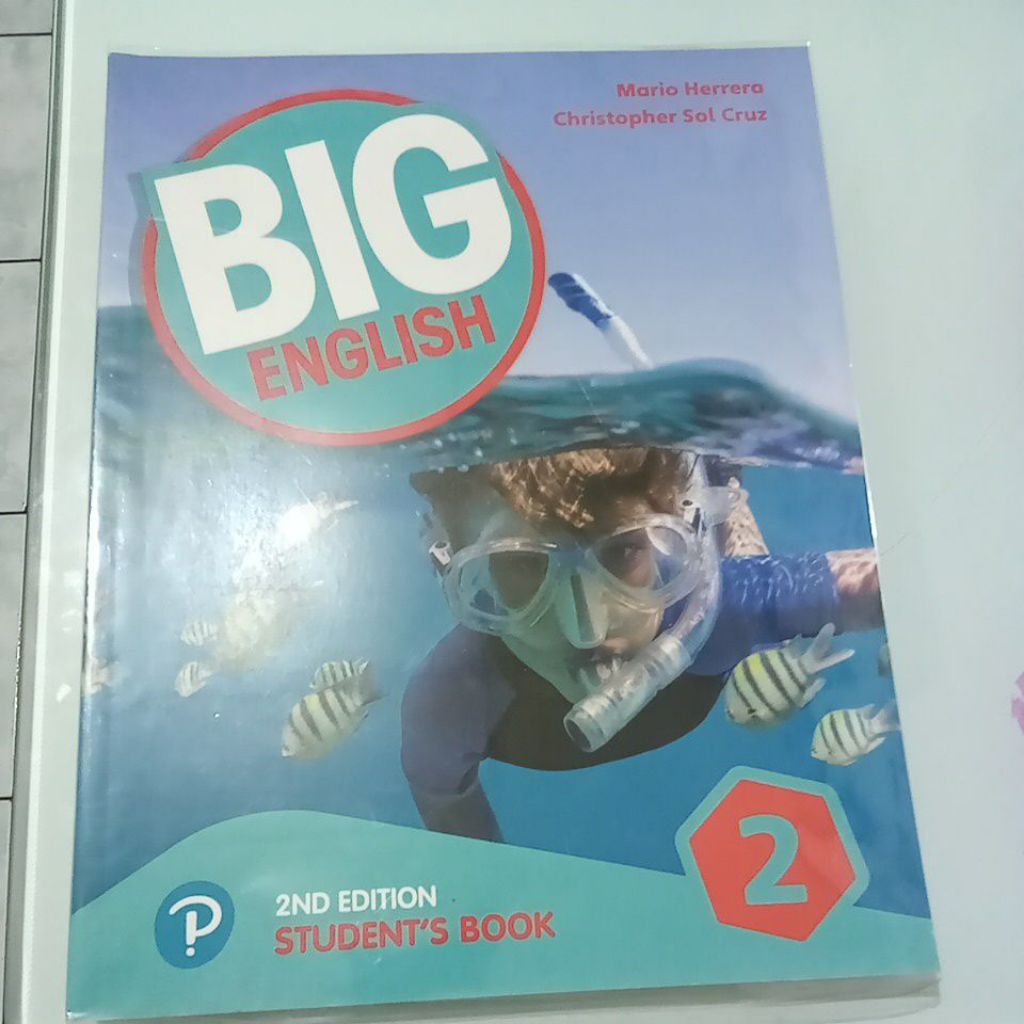 Mario Herrera
Christopher Sol Cruz
BIG
ENGLISH
2ND EDITION
STUDENT'S BOOK
2
P